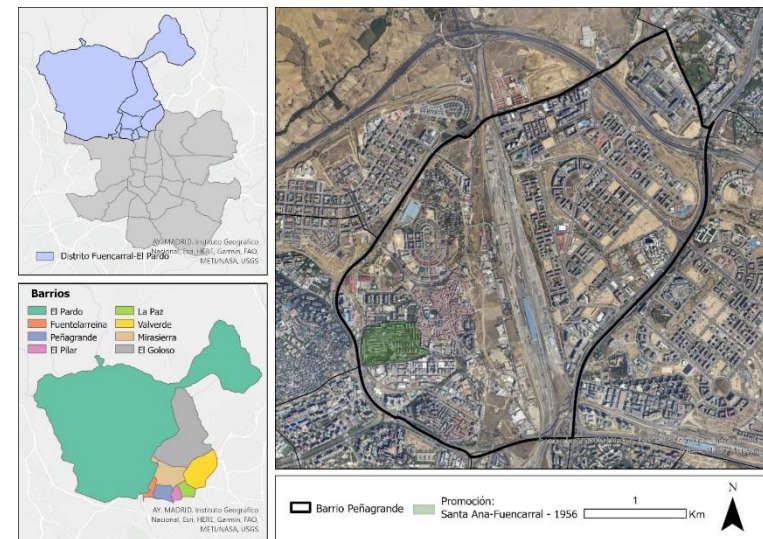 AY. MADRID, Instituto Geográfico
Nacional, Esri, HERE, Garmin, FAO,
METI/NASA, USGS
Distrito Fuencarral-El Pardo
Barrios
El Pardo
La Paz
Fuentelarreina
Valverde
Peñagrande
Mirasierra
El Pilar
El Goloso
AY. MADRID, Instituto Geográfico
Nacional, Esri, HERE, Garmin, FAO,
METI/NASA, USGS
Barrio Peñagrande
Promoción:
Santa Ana-Fuencarral - 1956
1
Km
N